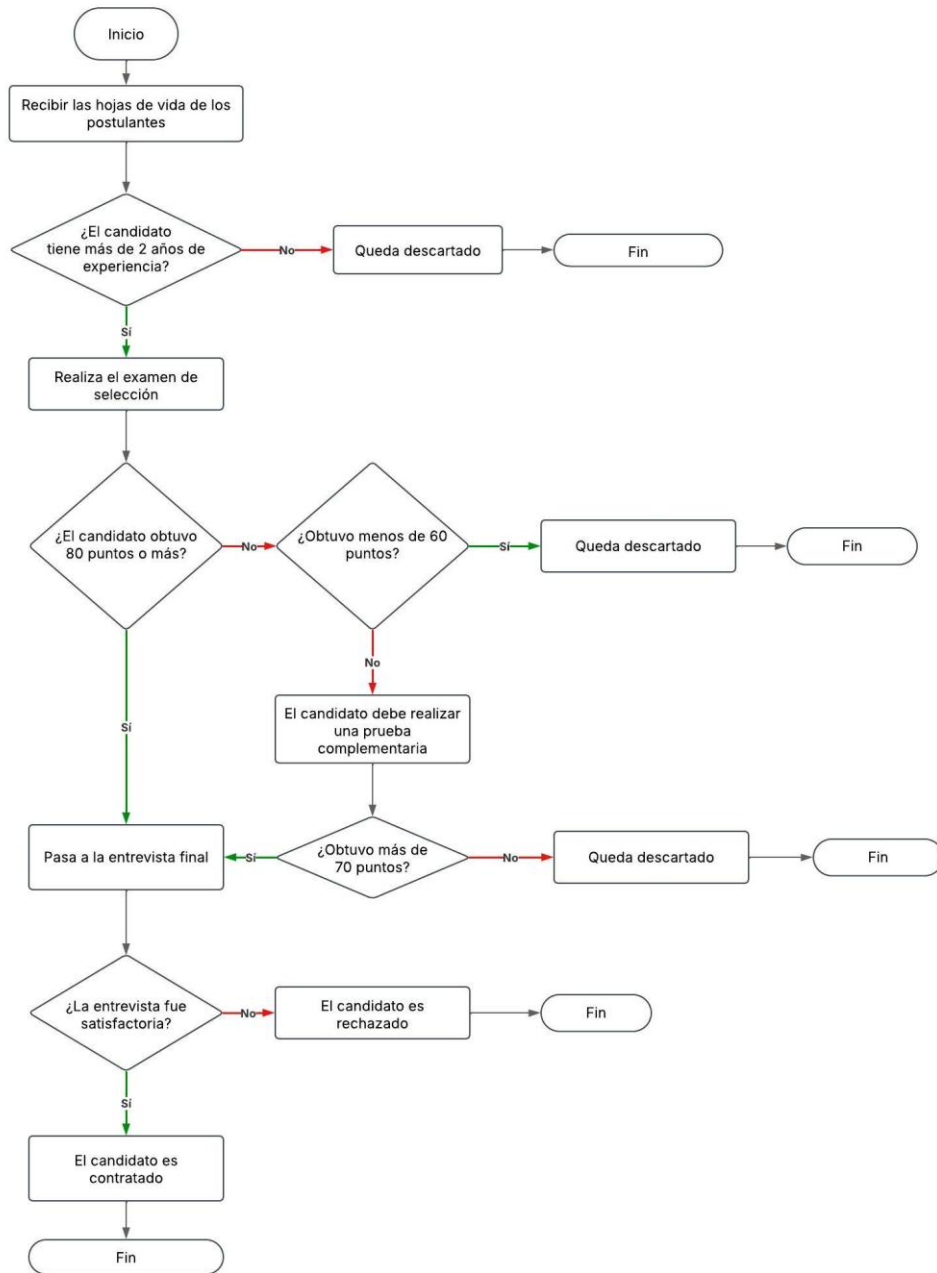 Inicio
Recibir las hojas de vida de los
postulantes
¿El candidato
tiene más de 2 años de
experiencia?
No
Queda descartado
Fin
Sí
Realiza el examen de
selección
¿El candidato obtuvo
80 puntos o más?
No
¿Obtuvo menos de 60
puntos?
Sí
Queda descartado
Fin
No
El candidato debe realizar
una prueba
complementaria
Sí
Pasa a la entrevista final
Sí
¿Obtuvo más de
70 puntos?
No
Queda descartado
Fin
¿La entrevista fue
satisfactoria?
No
El candidato es
rechazado
Fin
Sí
El candidato es
contratado
Fin